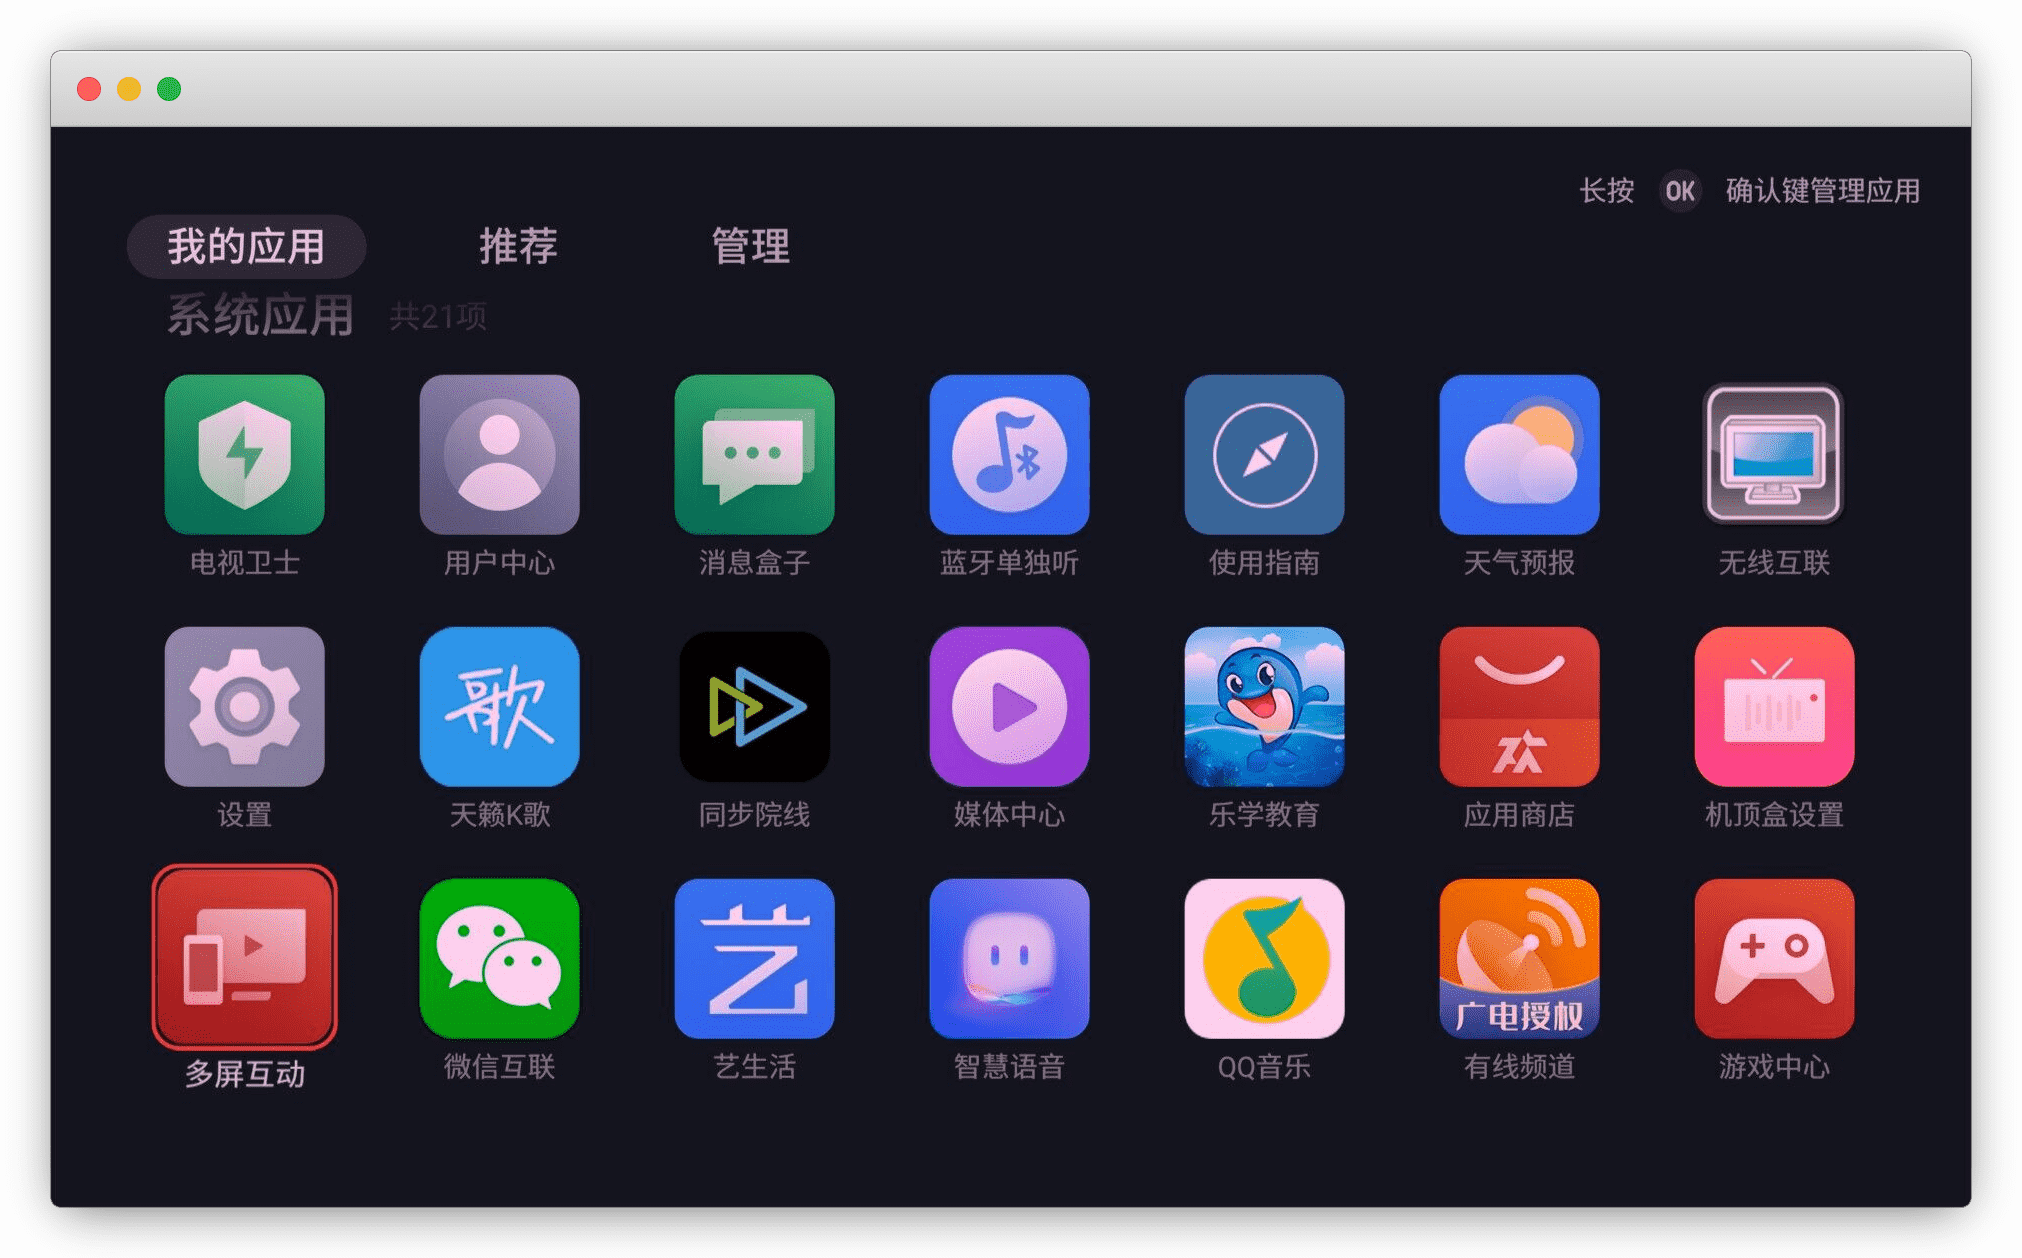 长按 OK 确认键管理应用
我的应用 推荐 管理
系统应用 共21项
电视卫士 用户中心 消息盒子 蓝牙单独听 使用指南 天气预报 无线互联
歌
欢
设置 天籁K歌 同步院线 媒体中心 乐学教育 应用商店 机顶盒设置
艺
广电授权
多屏互动 微信互联 艺生活 智慧语音 QQ音乐 有线频道 游戏中心